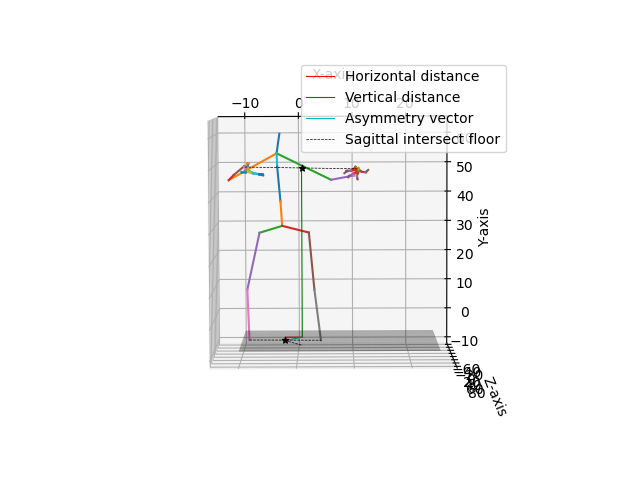 X-axis
Horizontal distance
Vertical distance
Asymmetry vector
Sagittal intersect floor
−10
0
10
20
50
40
30
20
10
0
−10
Y-axis
60
80
Z-axis